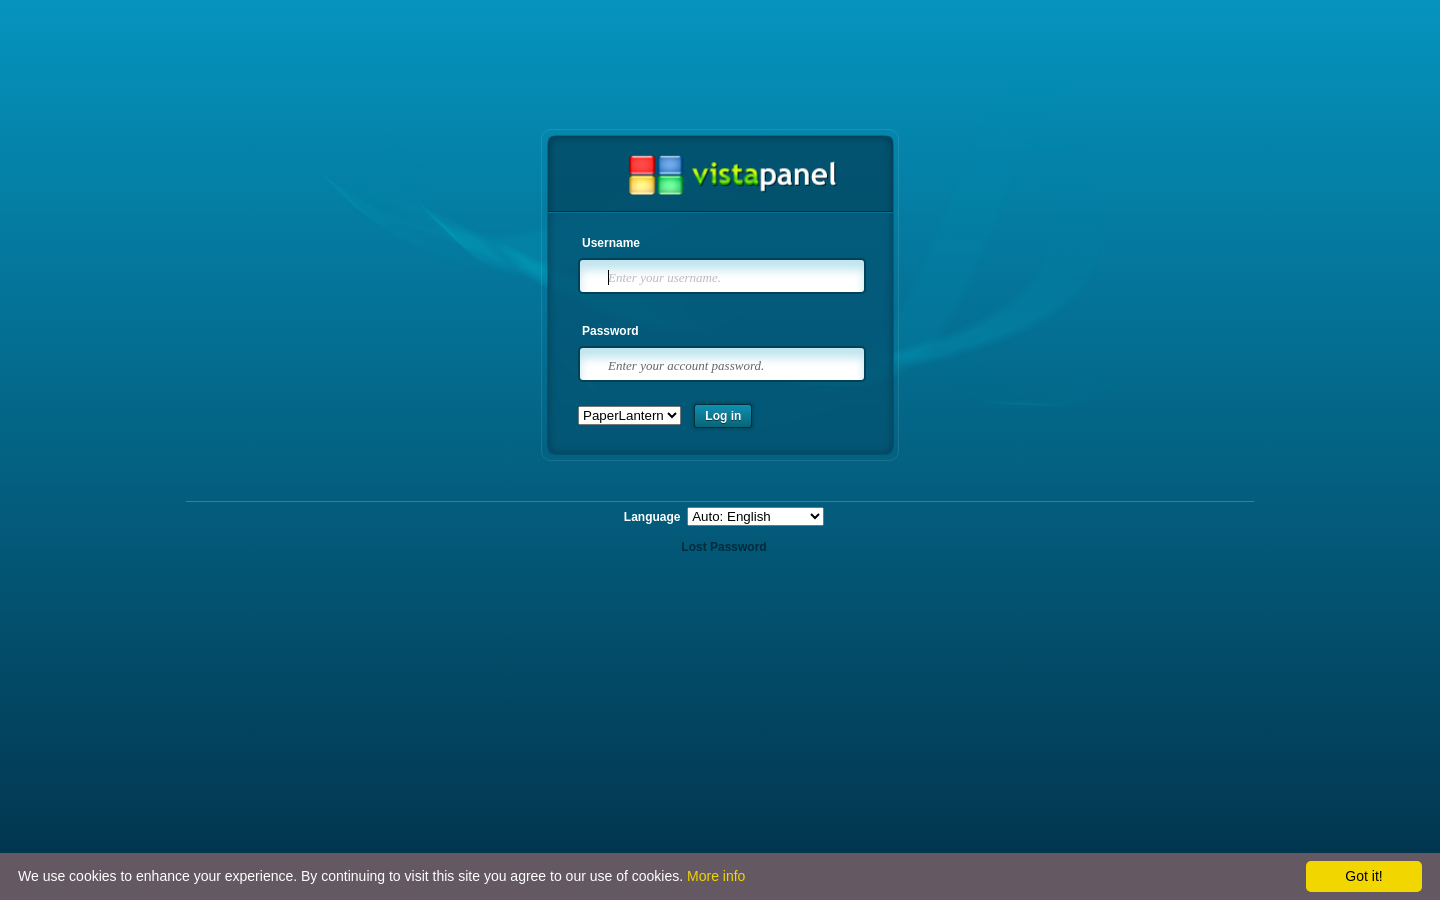 vistapanel
Username
Enter your username.
Password
Enter your account password.
PaperLantern Log in
Language Auto: English
Lost Password
We use cookies to enhance your experience. By continuing to visit this site you agree to our use of cookies. More info Got it!